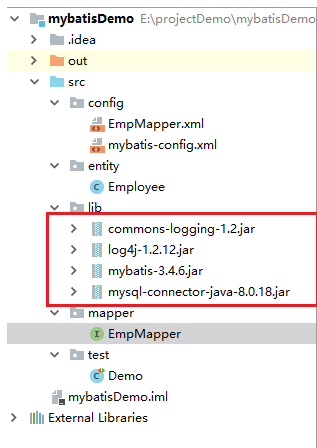 mybatisDemo E:\projectDemo\mybatisDemo
.idea
out
src
config
EmpMapper.xml
mybatis-config.xml
entity
Employee
lib
commons-logging-1.2.jar
log4j-1.2.12.jar
mybatis-3.4.6.jar
mysql-connector-java-8.0.18.jar
mapper
EmpMapper
test
Demo
mybatisDemo.iml
External Libraries